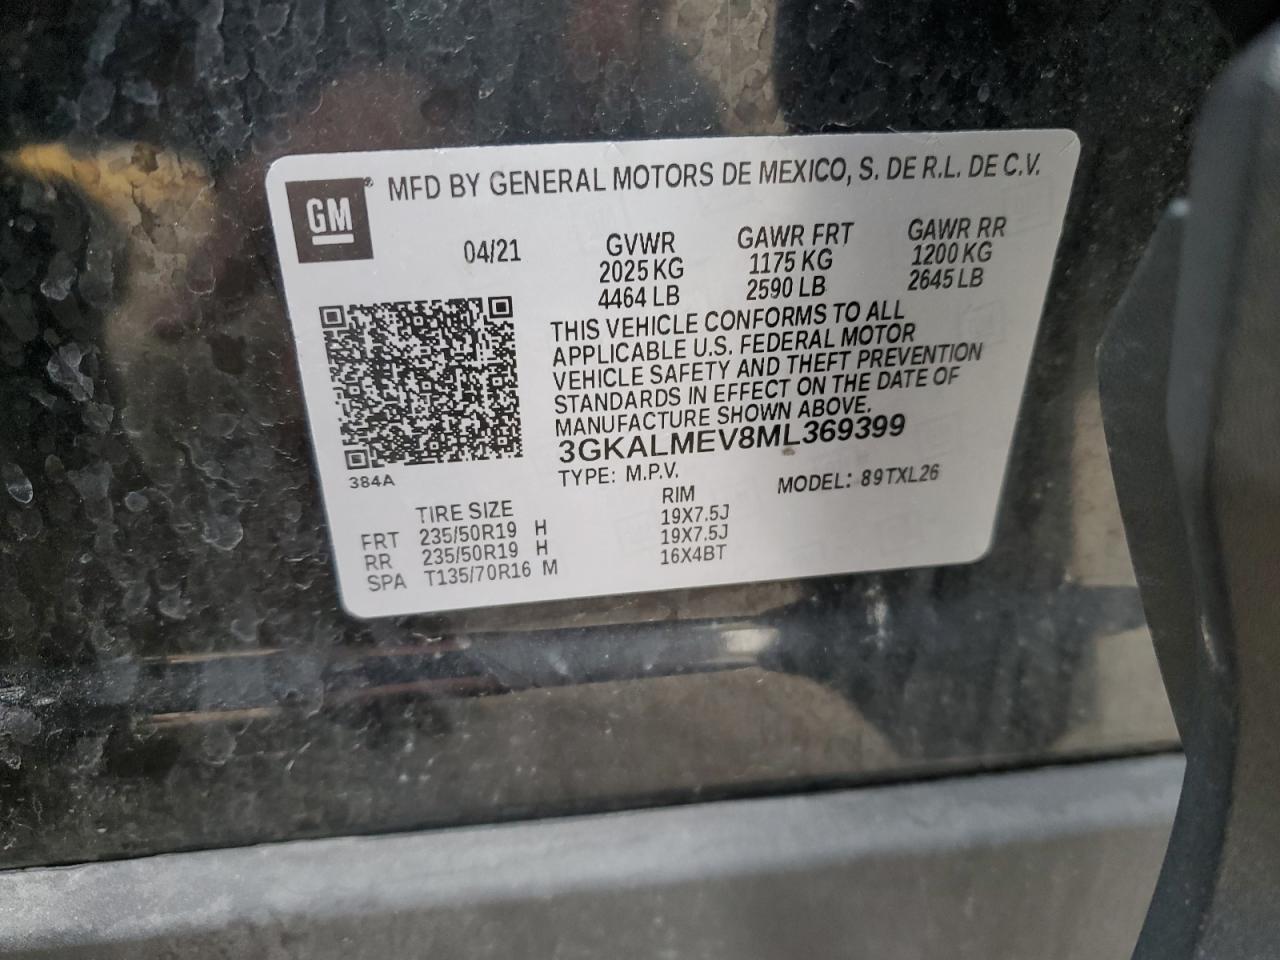 GM® MFD BY GENERAL MOTORS DE MEXICO, S. DE R.L. DE C.V.
04/21 GVWR GAWR FRT GAWR RR
2025 KG 1175 KG 1200 KG
4464 LB 2590 LB 2645 LB
THIS VEHICLE CONFORMS TO ALL
APPLICABLE U.S. FEDERAL MOTOR
VEHICLE SAFETY AND THEFT PREVENTION
STANDARDS IN EFFECT ON THE DATE OF
MANUFACTURE SHOWN ABOVE.
3GKALMEV8ML369399
384A TYPE: M.P.V. MODEL: 89TXL26
TIRE SIZE RIM
FRT 235/50R19 H 19X7.5J
RR 235/50R19 H 19X7.5J
SPA T135/70R16 M 16X4BT